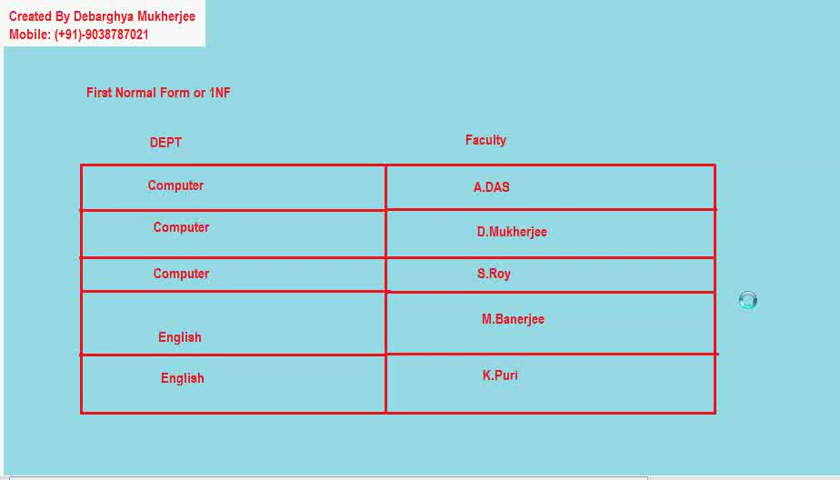 Created By Debarghya Mukherjee
Mobile: (+91)-9038787021
First Normal Form or 1NF
DEPT Faculty
Computer A.DAS
Computer D.Mukherjee
Computer S.Roy
English M.Banerjee
English K.Puri